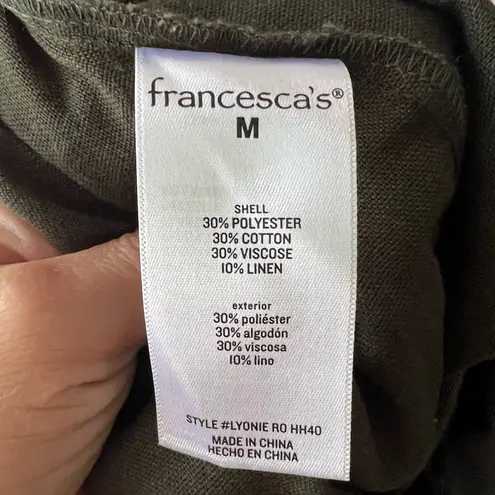 francesca's®
M
SHELL
30% POLYESTER
30% COTTON
30% VISCOSE
10% LINEN
exterior
30% poliéster
30% algodón
30% viscosa
10% lino
STYLE #LYONIE RO HH40
MADE IN CHINA
HECHO EN CHINA